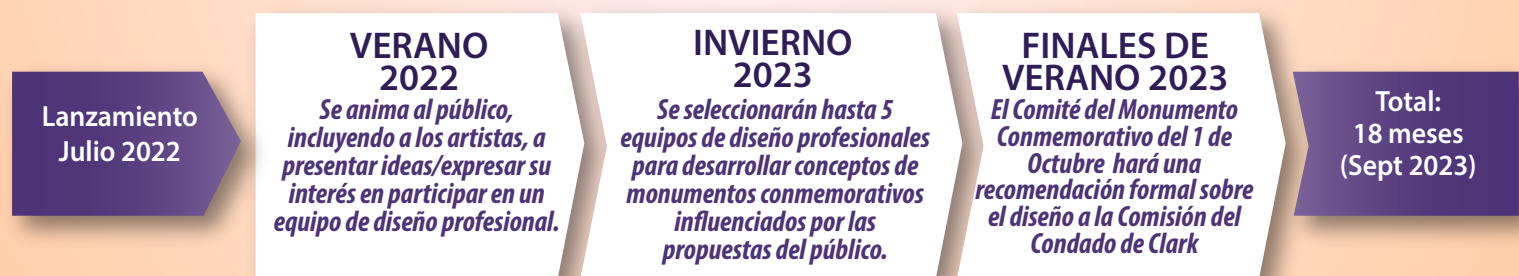 Lanzamiento
Julio 2022
VERANO
2022
Se anima al público,
incluyendo a los artistas, a
presentar ideas/expresar su
interés en participar en un
equipo de diseño profesional.
INVIERNO
2023
Se seleccionarán hasta 5
equipos de diseño profesionales
para desarrollar conceptos de
monumentos conmemorativos
influenciados por las
propuestas del público.
FINALES DE
VERANO 2023
El Comité del Monumento
Conmemorativo del 1 de
Octubre hará una
recomendación formal sobre
el diseño a la Comisión del
Condado de Clark
Total:
18 meses
(Sept 2023)